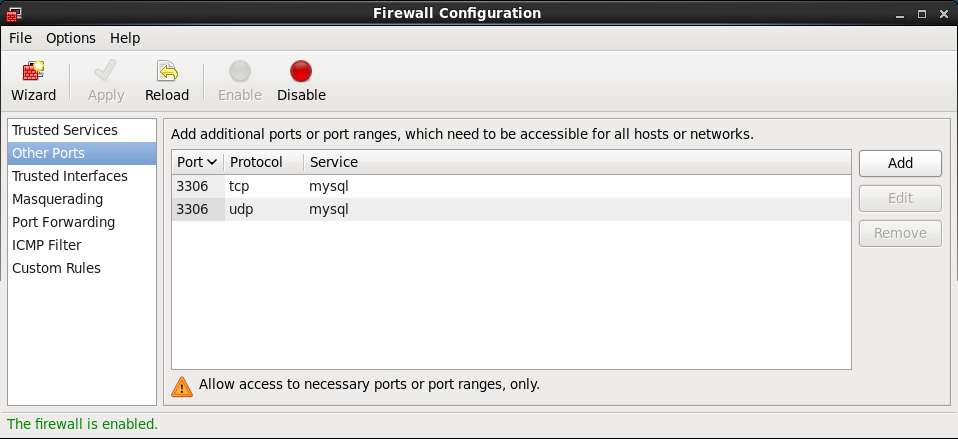 Firewall Configuration
File Options Help
Wizard Apply Reload Enable Disable
Trusted Services
Other Ports
Trusted Interfaces
Masquerading
Port Forwarding
ICMP Filter
Custom Rules
Add additional ports or port ranges, which need to be accessible for all hosts or networks.
Port Protocol Service
3306 tcp mysql
3306 udp mysql
Add
Edit
Remove
Allow access to necessary ports or port ranges, only.
The firewall is enabled.